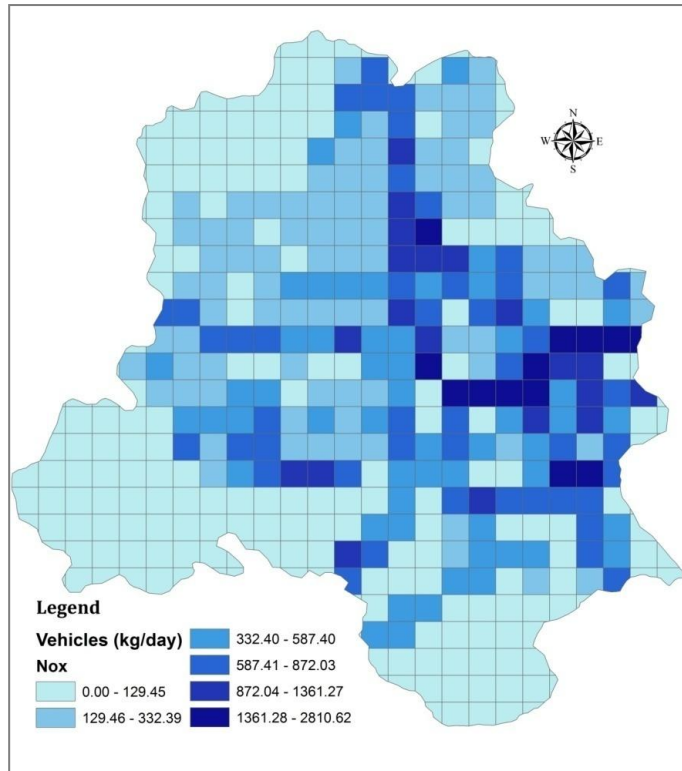 N
W E
S
Legend
Vehicles (kg/day)
Nox
0.00 - 129.45
129.46 - 332.39
332.40 - 587.40
587.41 - 872.03
872.04 - 1361.27
1361.28 - 2810.62